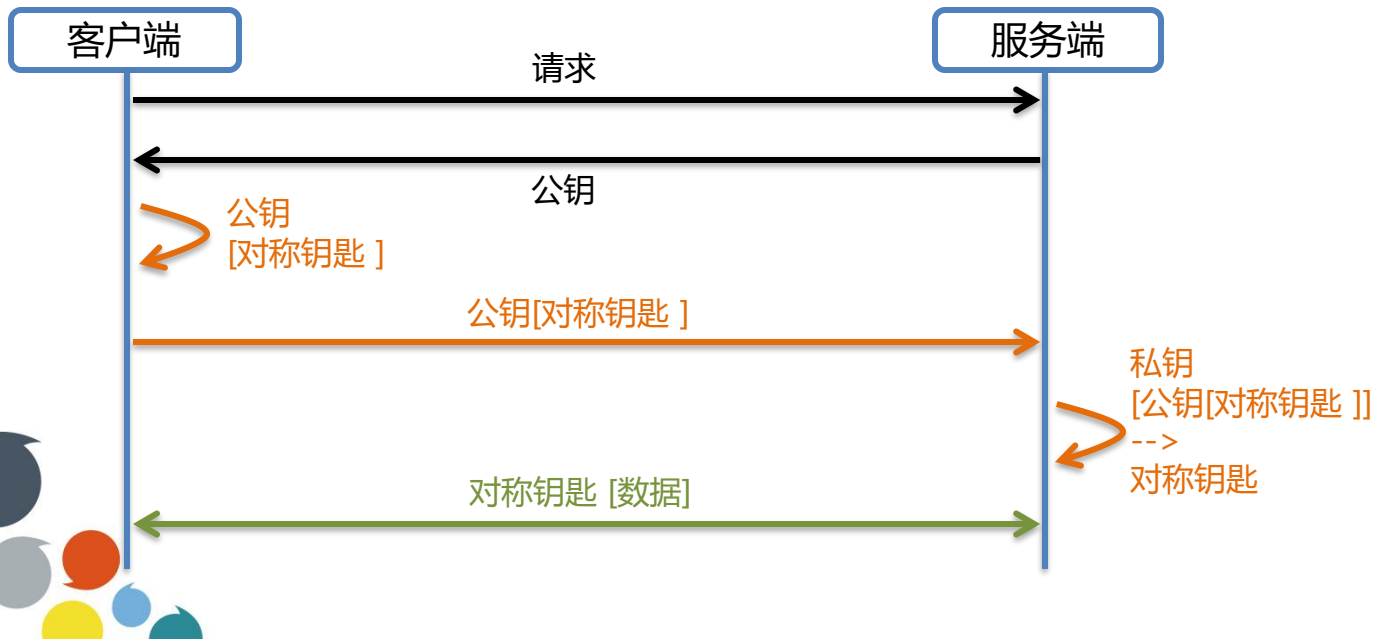 客户端
服务端
请求
公钥
公钥
[对称钥匙 ]
公钥[对称钥匙 ]
私钥
[公钥[对称钥匙 ]]
-->
对称钥匙
对称钥匙 [数据]